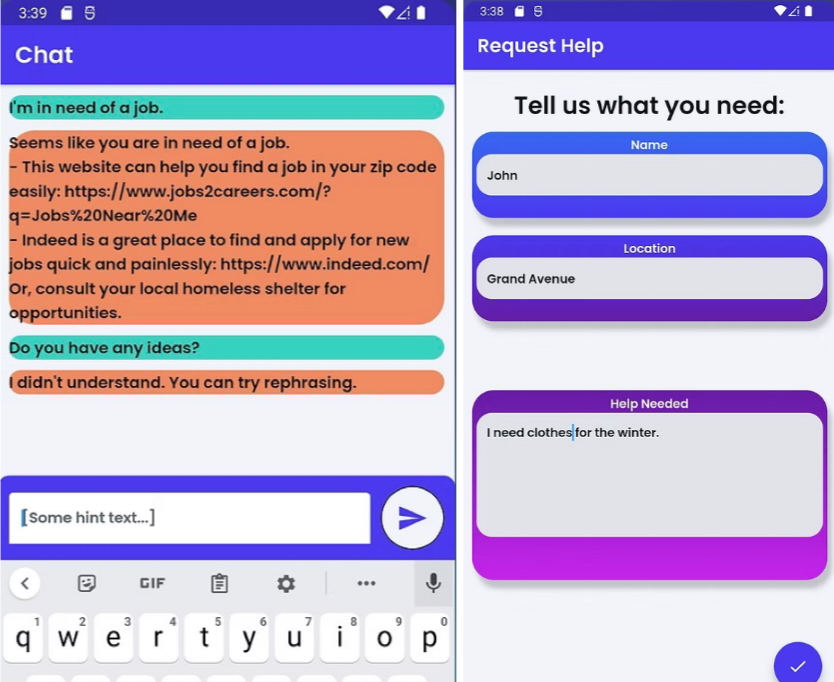 3:39
Chat
I'm in need of a job.
Seems like you are in need of a job.
- This website can help you find a job in your zip code
easily: https://www.jobs2careers.com/?
q=Jobs%20Near%20Me
- Indeed is a great place to find and apply for new
jobs quick and painlessly: https://www.indeed.com/
Or, consult your local homeless shelter for
opportunities.
Do you have any ideas?
I didn't understand. You can try rephrasing.
[Some hint text...]
GIF
1 2 3 4 5 6 7 8 9 0
q w e r t y u i o p
3:38
Request Help
Tell us what you need:
Name
John
Location
Grand Avenue
Help Needed
I need clothes for the winter.